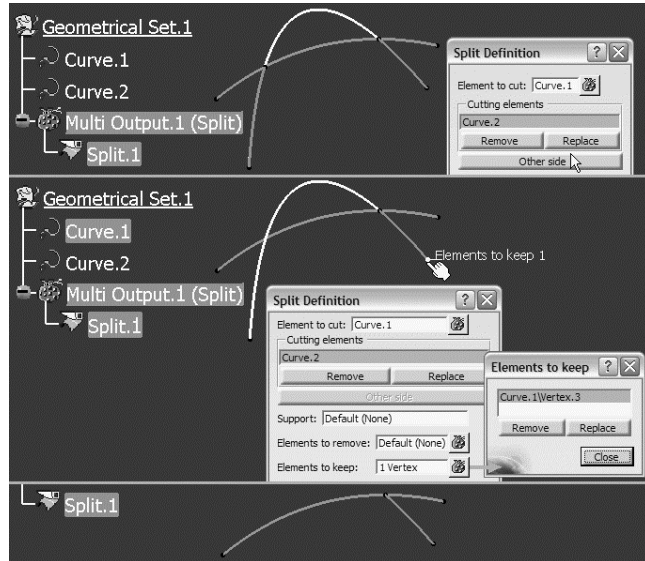 Geometrical Set.1
Curve.1
Curve.2
Multi Output.1 (Split)
Split.1
Split Definition
Element to cut: Curve.1
Cutting elements
Curve.2
Remove Replace
Other side
Geometrical Set.1
Curve.1
Curve.2
Multi Output.1 (Split)
Split.1
Elements to keep 1
Split Definition
Element to cut: Curve.1
Cutting elements
Curve.2
Remove Replace
Other side
Support: Default (None)
Elements to remove: Default (None)
Elements to keep: 1 Vertex
Elements to keep
Curve.1\Vertex.3
Remove Replace
Close
Split.1